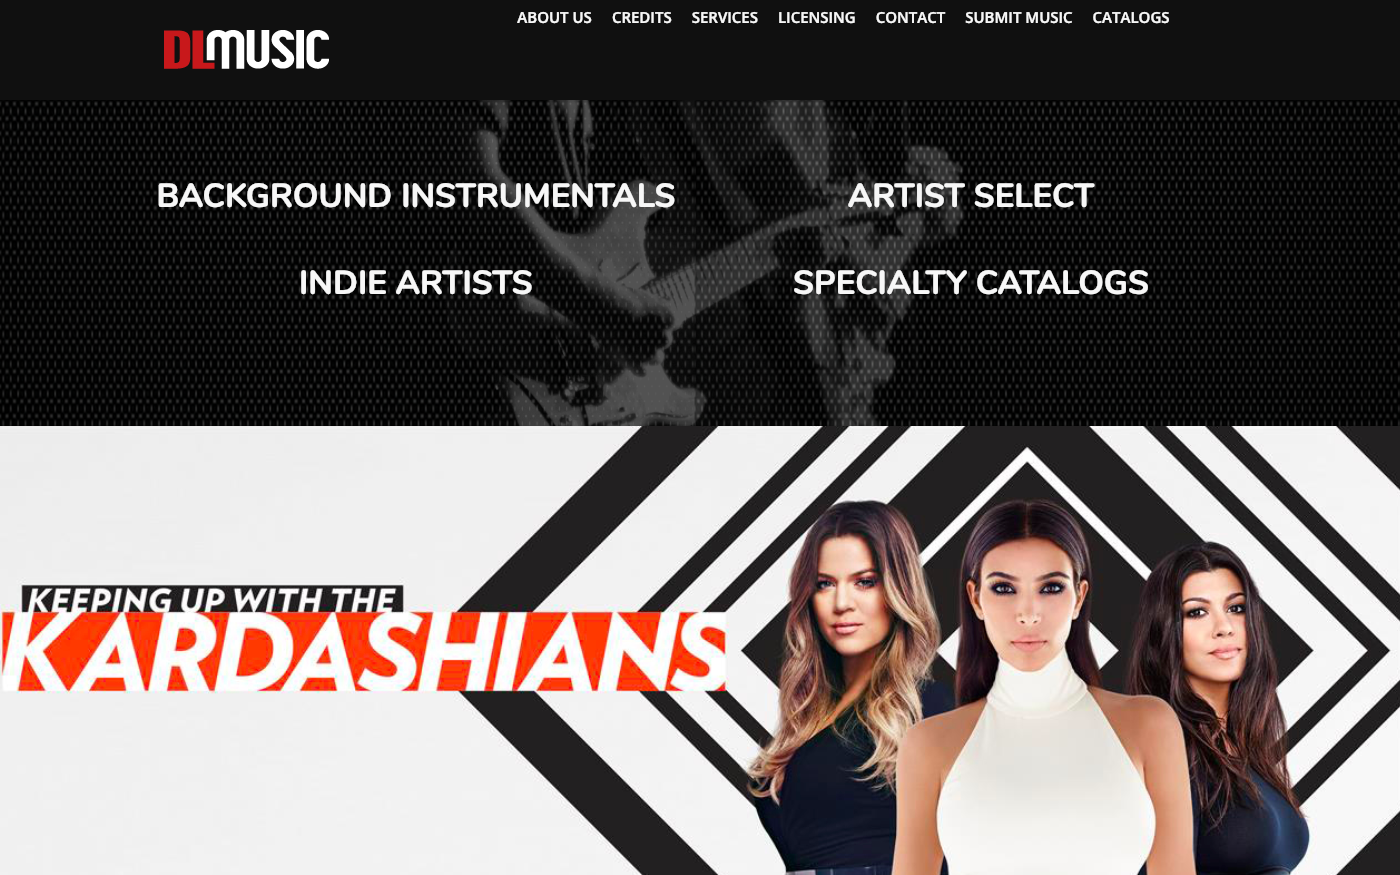 ABOUT US CREDITS SERVICES LICENSING CONTACT SUBMIT MUSIC CATALOGS
DLMUSIC
BACKGROUND INSTRUMENTALS ARTIST SELECT
INDIE ARTISTS SPECIALTY CATALOGS
KEEPING UP WITH THE
KARDASHIANS